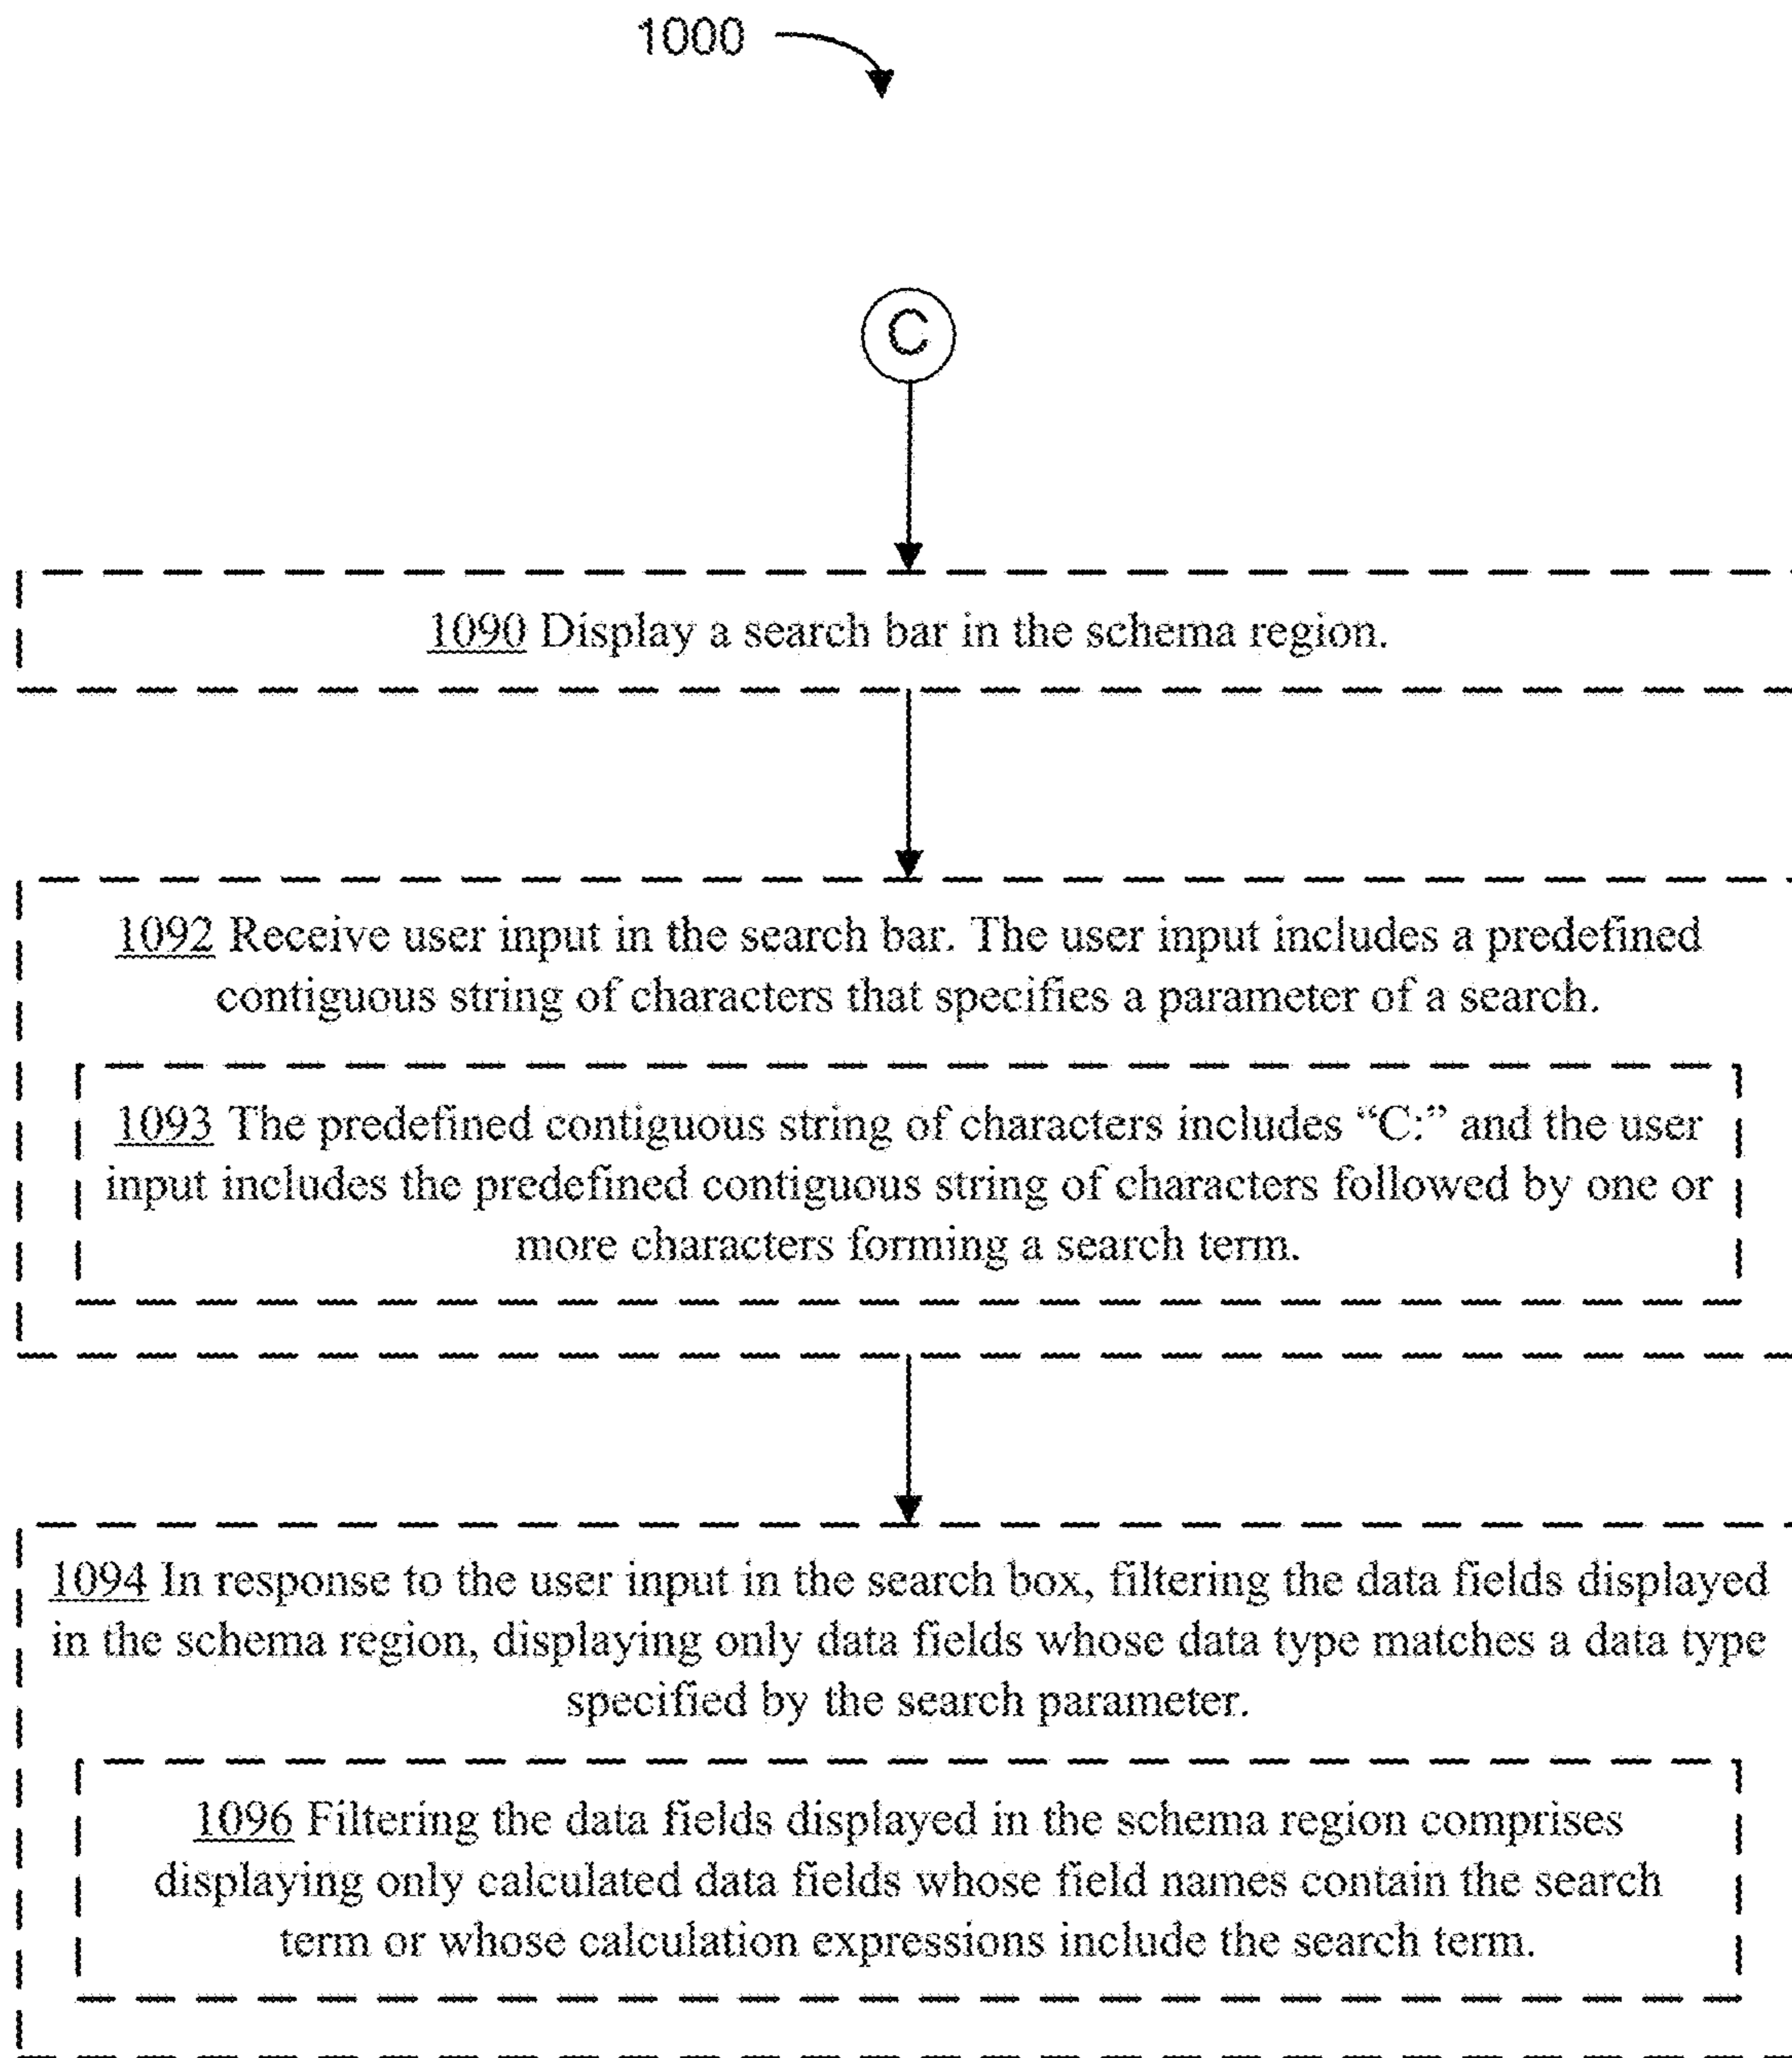 1000
C
1090 Display a search bar in the schema region.
1092 Receive user input in the search bar. The user input includes a predefined
contiguous string of characters that specifies a parameter of a search.
1093 The predefined contiguous string of characters includes “C:” and the user
input includes the predefined contiguous string of characters followed by one or
more characters forming a search term.
1094 In response to the user input in the search box, filtering the data fields displayed
in the schema region, displaying only data fields whose data type matches a data type
specified by the search parameter.
1096 Filtering the data fields displayed in the schema region comprises
displaying only calculated data fields whose field names contain the search
term or whose calculation expressions include the search term.